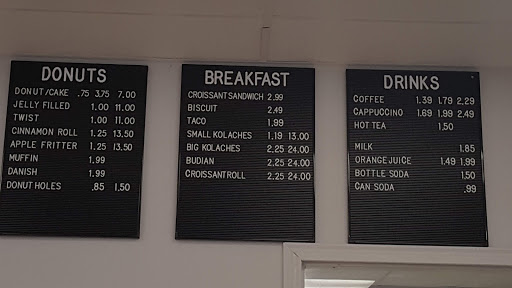 DONUTS
DONUT/CAKE .75 3.75 7.00
JELLY FILLED 1.00 11.00
TWIST 1.00 11.00
CINNAMON ROLL 1.25 13.50
APPLE FRITTER 1.25 13.50
MUFFIN 1.99
DANISH 1.99
DONUT HOLES .85 1.50
BREAKFAST
CROISSANT SANDWICH 2.99
BISCUIT 2.49
TACO 1.99
SMALL KOLACHES 1.19 13.00
BIG KOLACHES 2.25 24.00
BUDIAN 2.25 24.00
CROISSANT ROLL 2.25 24.00
DRINKS
COFFEE 1.39 1.79 2.29
CAPPUCCINO 1.69 1.99 2.49
HOT TEA 1.50
MILK 1.85
ORANGE JUICE 1.49 1.99
BOTTLE SODA 1.50
CAN SODA .99